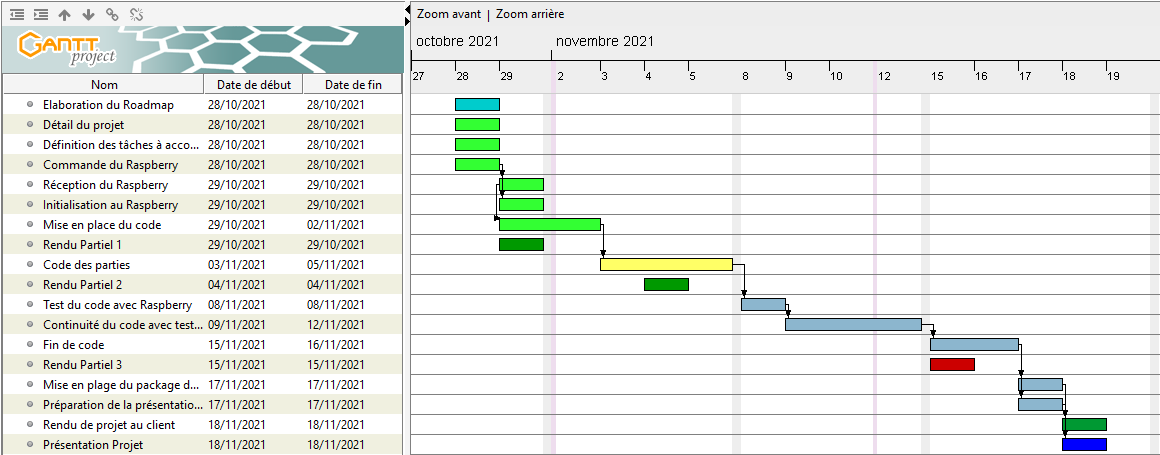 Zoom avant | Zoom arrière
GANTT
project
octobre 2021 novembre 2021
27 28 29 2 3 4 5 8 9 10 12 15 16 17 18 19
Nom Date de début Date de fin
Elaboration du Roadmap 28/10/2021 28/10/2021
Détail du projet 28/10/2021 28/10/2021
Définition des tâches à acco... 28/10/2021 28/10/2021
Commande du Raspberry 28/10/2021 28/10/2021
Réception du Raspberry 29/10/2021 29/10/2021
Initialisation au Raspberry 29/10/2021 29/10/2021
Mise en place du code 29/10/2021 02/11/2021
Rendu Partiel 1 29/10/2021 29/10/2021
Code des parties 03/11/2021 05/11/2021
Rendu Partiel 2 04/11/2021 04/11/2021
Test du code avec Raspberry 08/11/2021 08/11/2021
Continuité du code avec test... 09/11/2021 12/11/2021
Fin de code 15/11/2021 16/11/2021
Rendu Partiel 3 15/11/2021 15/11/2021
Mise en plage du package d... 17/11/2021 17/11/2021
Préparation de la présentatio... 17/11/2021 17/11/2021
Rendu de projet au client 18/11/2021 18/11/2021
Présentation Projet 18/11/2021 18/11/2021